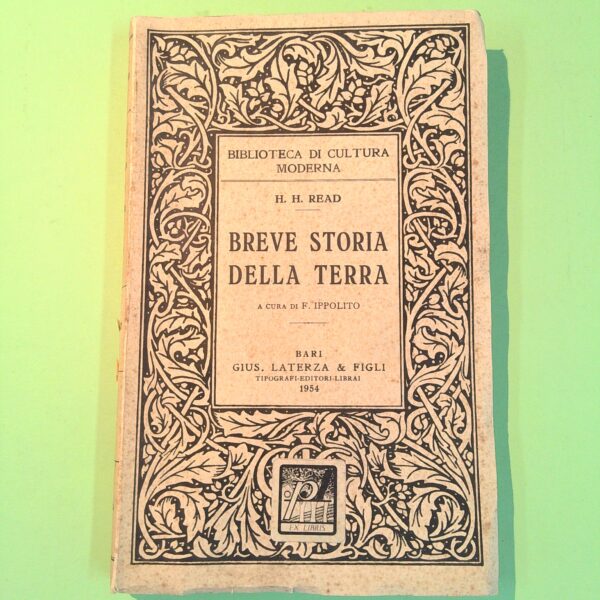 BIBLIOTECA DI CULTURA
MODERNA
H. H. READ
BREVE STORIA
DELLA TERRA
A CURA DI F. IPPOLITO
BARI
GIUS. LATERZA & FIGLI
TIPOGRAFI-EDITORI-LIBRAI
1954
EX LIBRIS